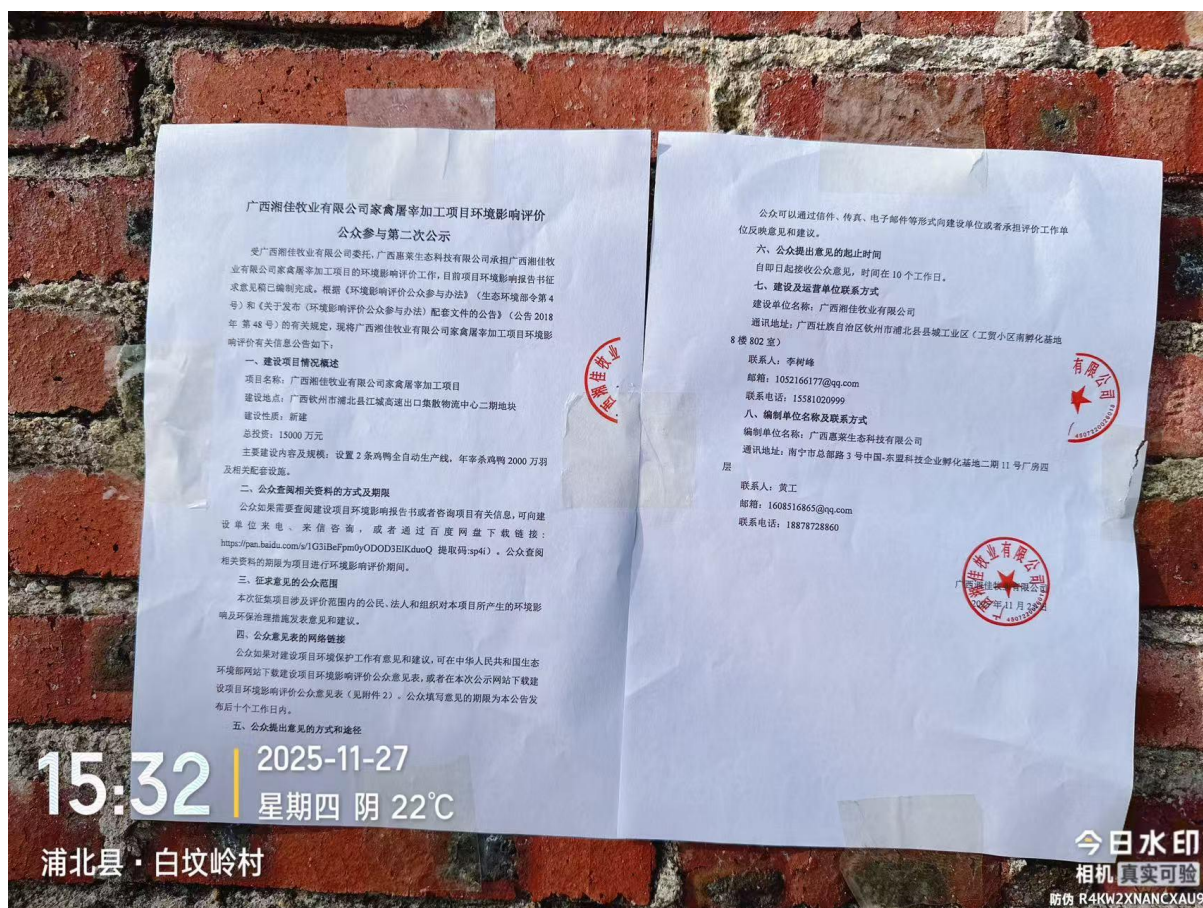 广西湘佳牧业有限公司家禽屠宰加工项目环境影响评价
公众参与第二次公示
受广西湘佳牧业有限公司委托，广西惠莱生态科技有限公司承担广西湘佳牧
业有限公司家禽屠宰加工项目的环境影响评价工作，目前项目环境影响报告书征
求意见稿已编制完成。根据《环境影响评价公众参与办法》（生态环境部令第4
号）和《关于发布〈环境影响评价公众参与办法〉配套文件的公告》（公告2018
年 第48号）的有关规定，现将广西湘佳牧业有限公司家禽屠宰加工项目环境影
响评价有关信息公告如下：
一、建设项目情况概述
项目名称：广西湘佳牧业有限公司家禽屠宰加工项目
建设地点：广西钦州市浦北县江城高速出口集散物流中心二期地块
建设性质：新建
总投资：15000万元
主要建设内容及规模：设置2条鸡鸭全自动生产线，年宰杀鸡鸭2000万羽
及相关配套设施。
二、公众查阅相关资料的方式及期限
公众如果需要查阅建设项目环境影响报告书或者咨询项目有关信息，可向建
设单位来电、来信咨询，或者通过百度网盘下载链接：
https://pan.baidu.com/s/1G3iBeFpm0yODOD3ElKduoQ 提取码:sp4i）。公众查阅
相关资料的期限为项目进行环境影响评价期间。
三、征求意见的公众范围
本次征集项目涉及评价范围内的公民、法人和组织对本项目所产生的环境影
响及环保治理措施发表意见和建议。
四、公众意见表的网络链接
公众如果对建设项目环境保护工作有意见和建议，可在中华人民共和国生态
环境部网站下载建设项目环境影响评价公众意见表，或者在本次公示网站下载建
设项目环境影响评价公众意见表（见附件2）。公众填写意见的期限为本公告发
布后十个工作日内。
五、公众提出意见的方式和途径
公众可以通过信件、传真、电子邮件等形式向建设单位或者承担评价工作单
位反映意见和建议。
六、公众提出意见的起止时间
自即日起接收公众意见，时间在10个工作日。
七、建设及运营单位联系方式
建设单位名称：广西湘佳牧业有限公司
通讯地址：广西壮族自治区钦州市浦北县县城工业区（工贸小区南孵化基地
8楼802室）
联系人：李树峰
邮箱：1052166177@qq.com
联系电话：15581020999
八、编制单位名称及联系方式
编制单位名称：广西惠莱生态科技有限公司
通讯地址：南宁市总部路3号中国-东盟科技企业孵化基地二期11号厂房四
层
联系人：黄工
邮箱：1608516865@qq.com
联系电话：18878728860
广西湘佳牧业有限公司
年11月2 日
西湘佳牧业
有限公司
广西湘佳牧业有限公司
15:32
2025-11-27
星期四 阴 22℃
浦北县·白坟岭村
今日水印
相机 真实可验
防伪 R4KW2XNANCXAU